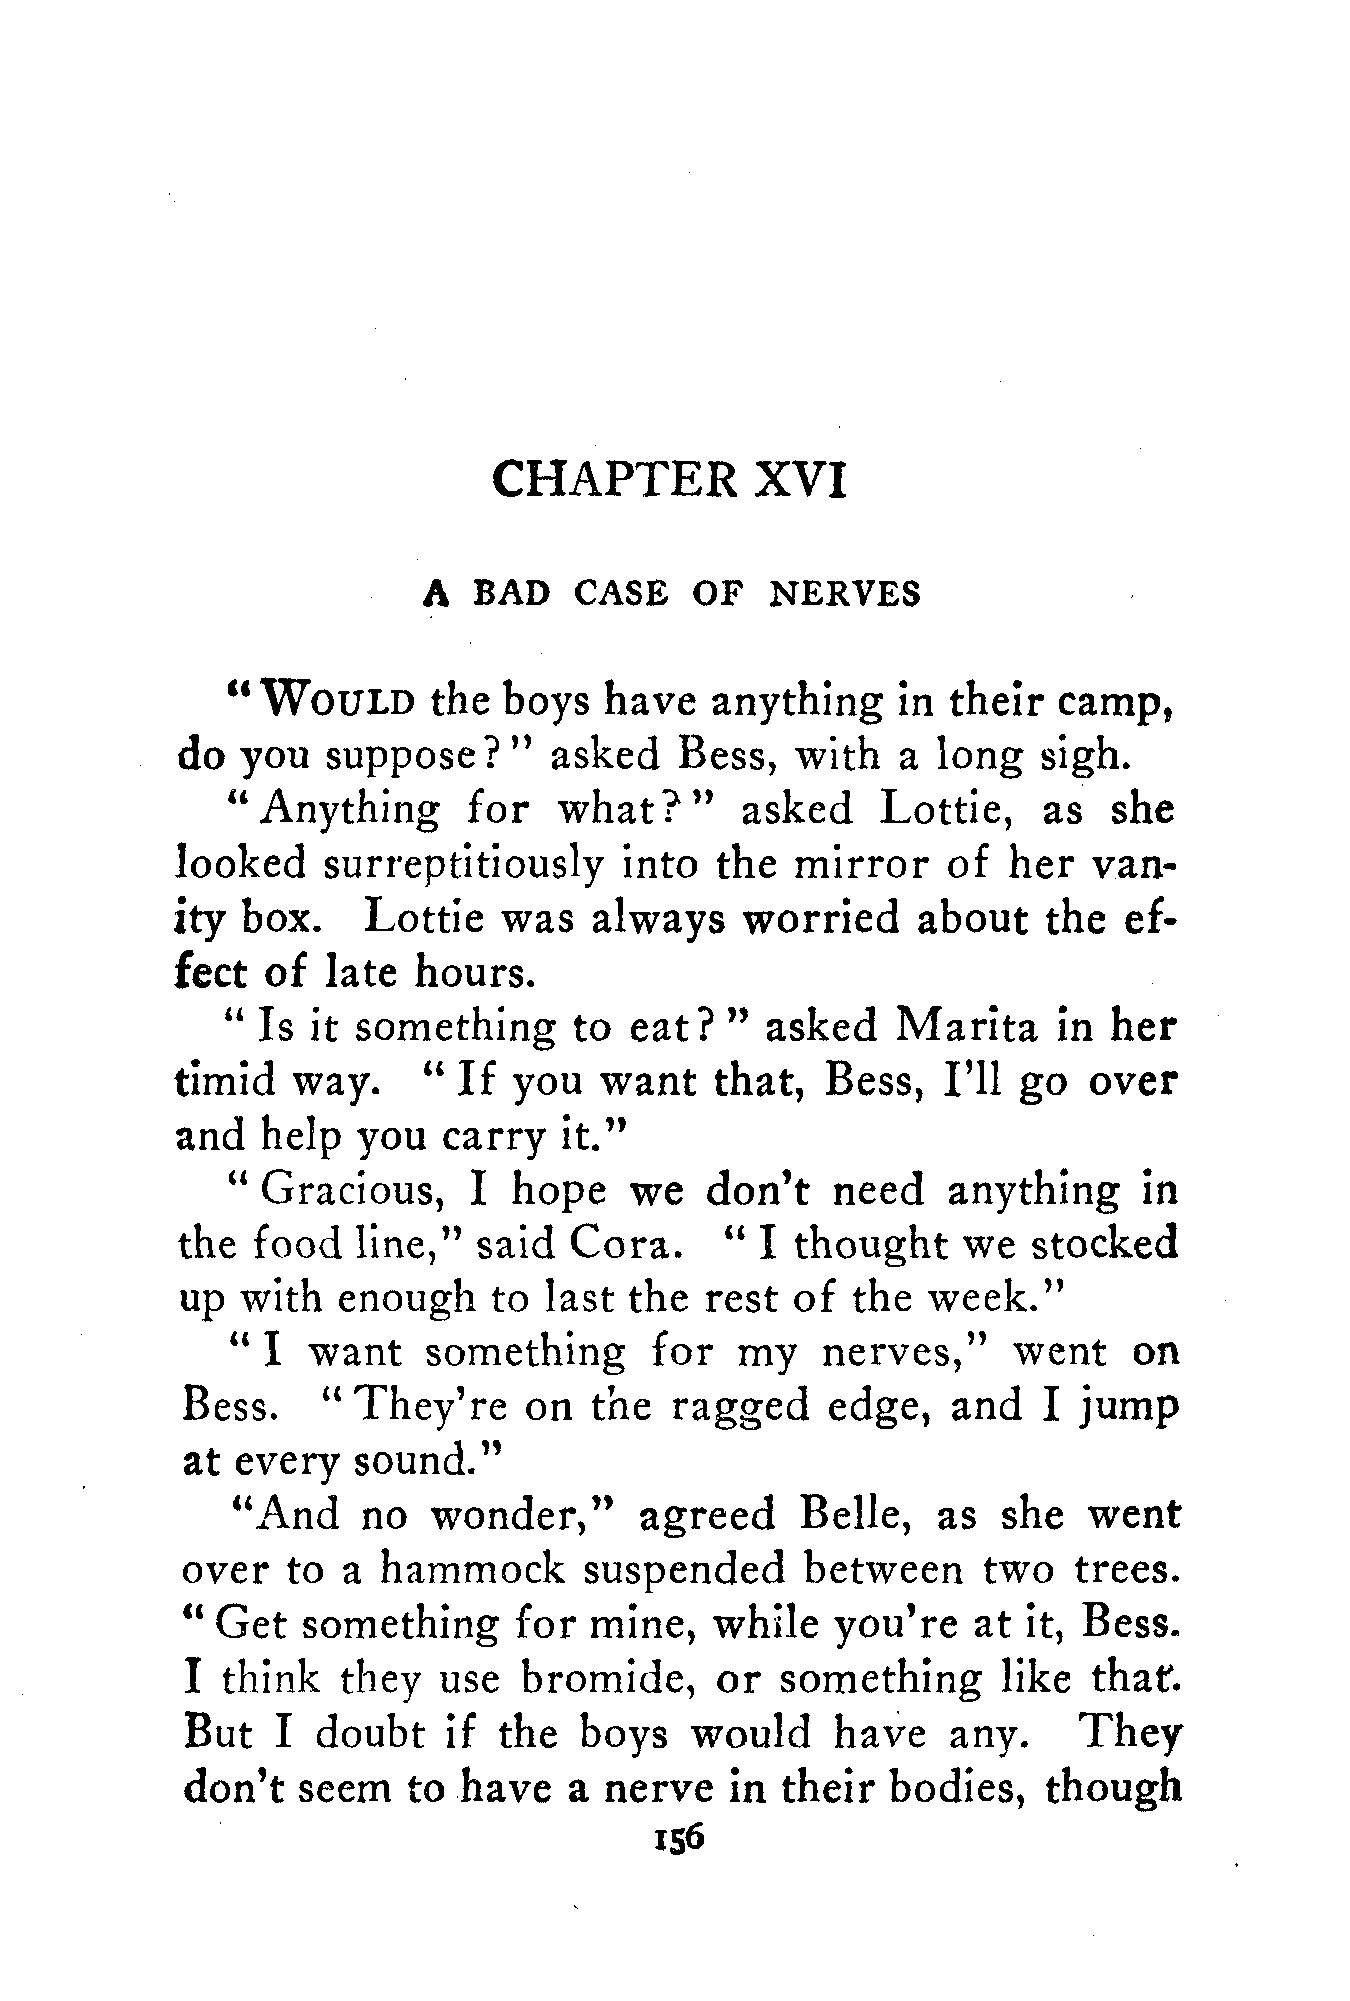 CHAPTER XVI
A BAD CASE OF NERVES
“WOULD the boys have anything in their camp,
do you suppose?” asked Bess, with a long sigh.
“Anything for what?” asked Lottie, as she
looked surreptitiously into the mirror of her van-
ity box. Lottie was always worried about the ef-
fect of late hours.
“Is it something to eat?” asked Marita in her
timid way. “If you want that, Bess, I’ll go over
and help you carry it.”
“Gracious, I hope we don’t need anything in
the food line,” said Cora. “I thought we stocked
up with enough to last the rest of the week.”
“I want something for my nerves,” went on
Bess. “They’re on the ragged edge, and I jump
at every sound.”
“And no wonder,” agreed Belle, as she went
over to a hammock suspended between two trees.
“Get something for mine, while you’re at it, Bess.
I think they use bromide, or something like that.
But I doubt if the boys would have any. They
don’t seem to have a nerve in their bodies, though
156